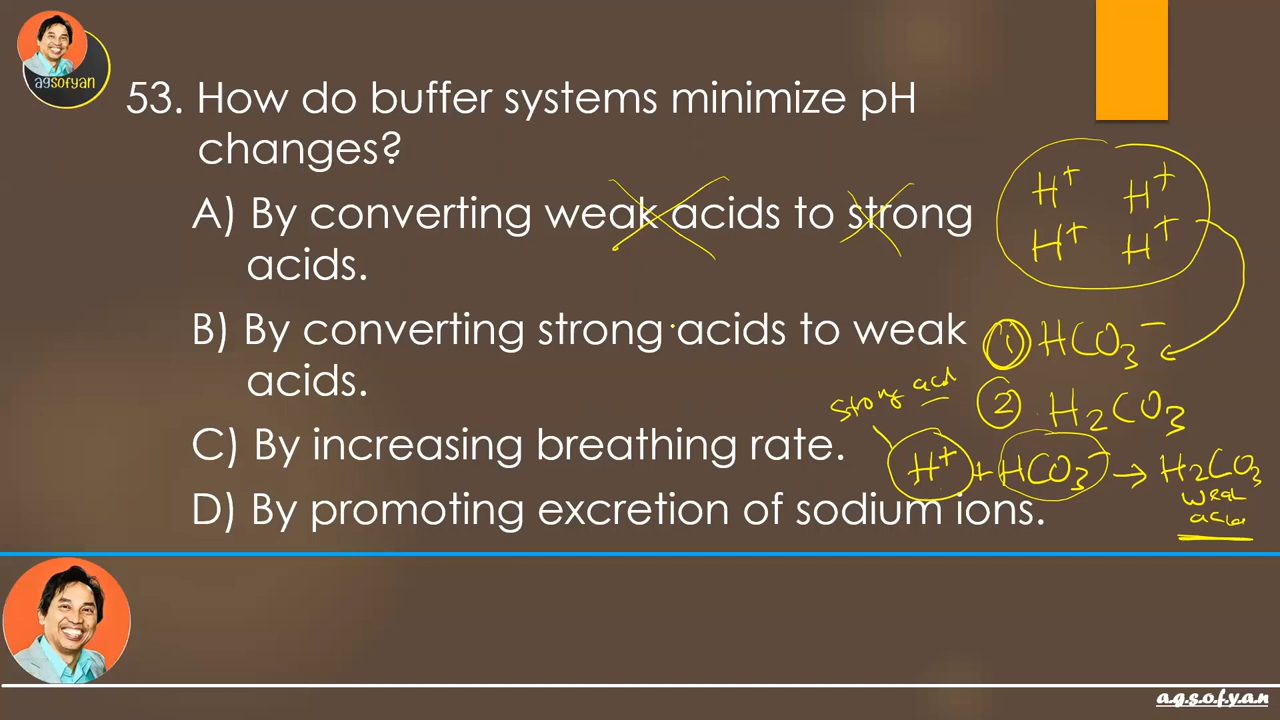 agsofyan
53. How do buffer systems minimize pH
changes?
A) By converting weak acids to strong
acids.
B) By converting strong acids to weak
acids.
C) By increasing breathing rate.
D) By promoting excretion of sodium ions.
H⁺ H⁺
H⁺ H⁺
① HCO₃⁻
② H₂CO₃
Strong acid
H⁺ + HCO₃⁻ → H₂CO₃
weak
acid
a.g.s.o.f.y.a.n